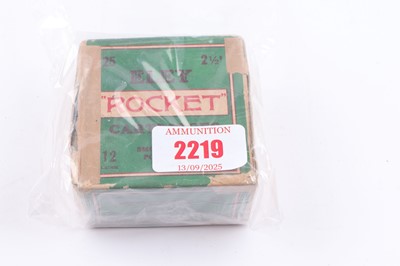 25 2½"
ELEY
"ROCKET"
12
AMMUNITION
2219
13/09/2025